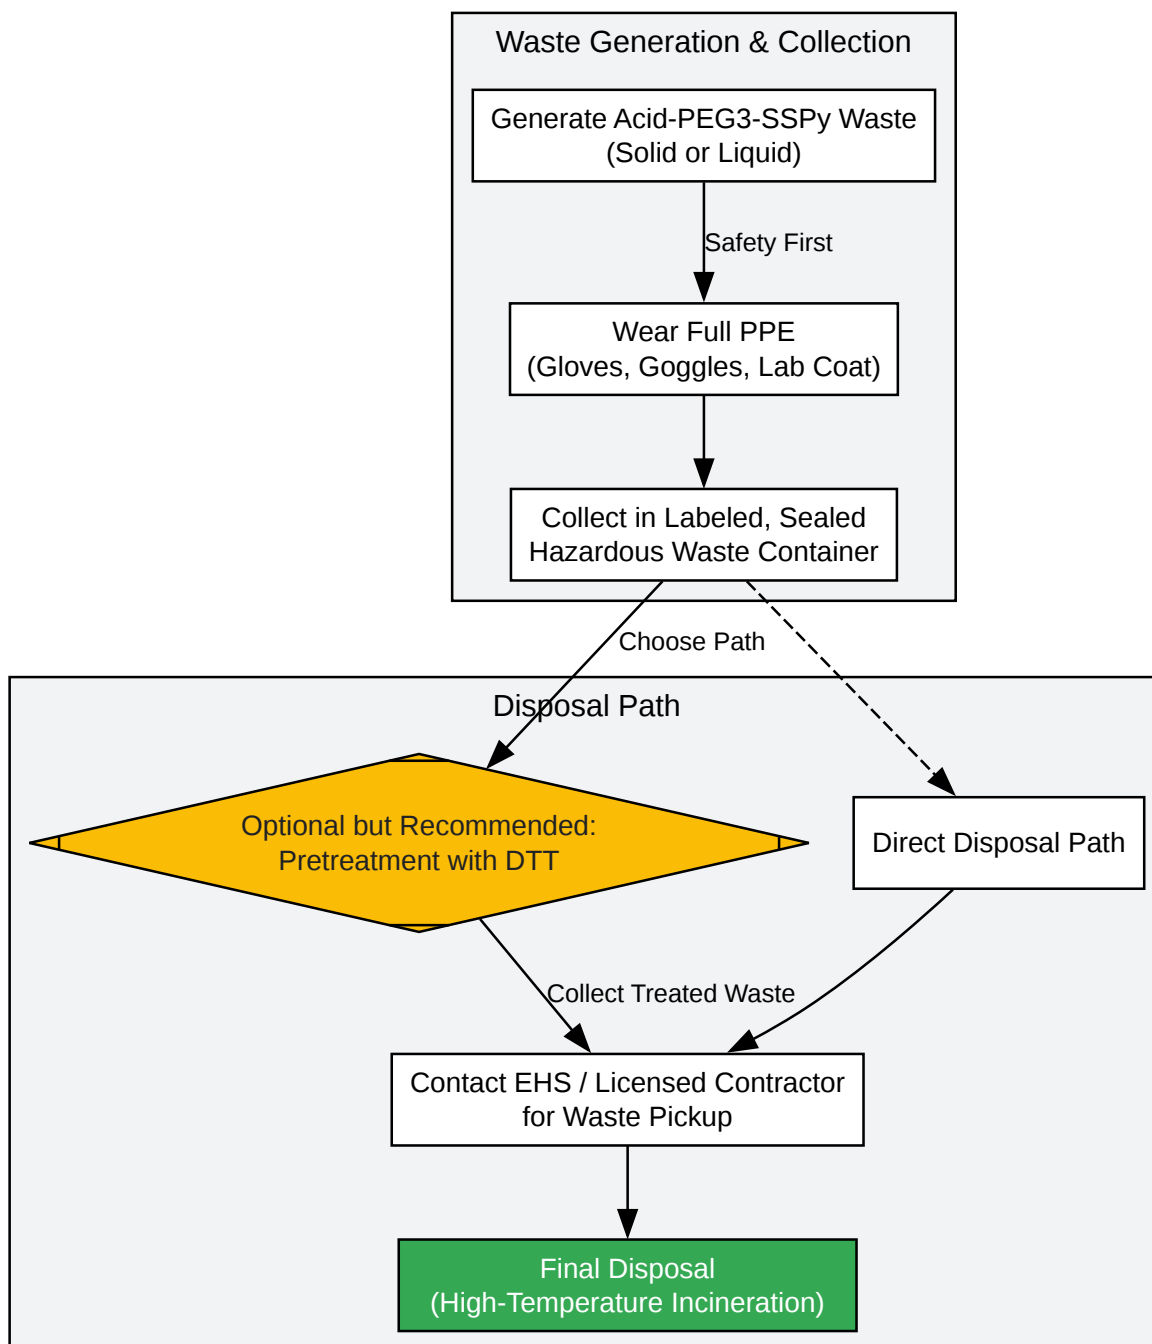 Waste Generation & Collection
Generate Acid-PEG3-SSPy Waste
(Solid or Liquid)
Safety First
Wear Full PPE
(Gloves, Goggles, Lab Coat)
Collect in Labeled, Sealed
Hazardous Waste Container
Choose Path
Disposal Path
Optional but Recommended:
Pretreatment with DTT
Direct Disposal Path
Collect Treated Waste
Contact EHS / Licensed Contractor
for Waste Pickup
Final Disposal
(High-Temperature Incineration)